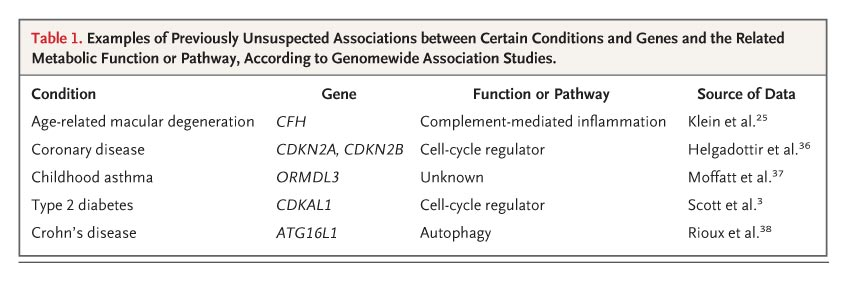 Table 1. Examples of Previously Unsuspected Associations between Certain Conditions and Genes and the Related
Metabolic Function or Pathway, According to Genomewide Association Studies.
Condition Gene Function or Pathway Source of Data
Age-related macular degeneration CFH Complement-mediated inflammation Klein et al.²⁵
Coronary disease CDKN2A, CDKN2B Cell-cycle regulator Helgadottir et al.³⁶
Childhood asthma ORMDL3 Unknown Moffatt et al.³⁷
Type 2 diabetes CDKAL1 Cell-cycle regulator Scott et al.³
Crohn’s disease ATG16L1 Autophagy Rioux et al.³⁸